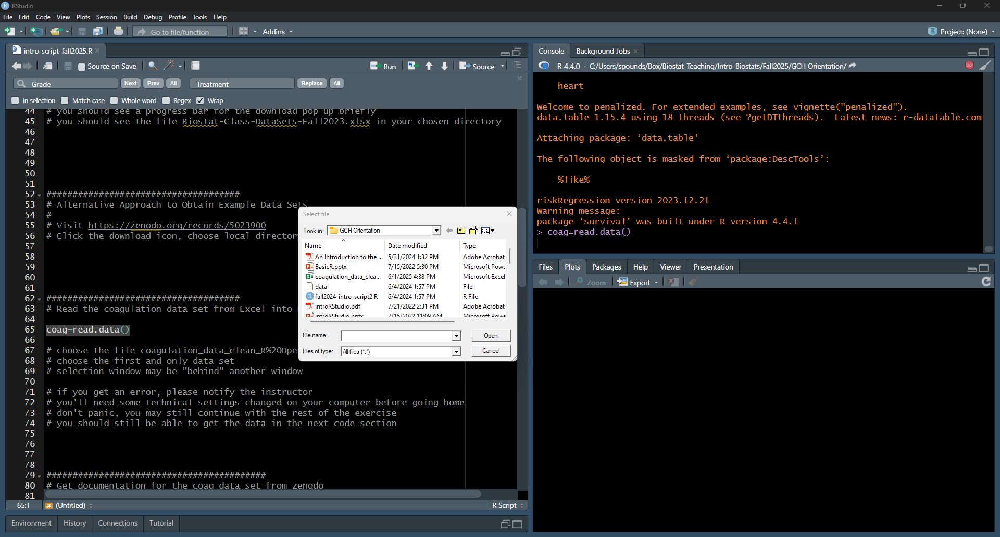 RStudio
File Edit Code View Plots Session Build Debug Profile Tools Help
Go to file/function
Addins
Project: (None)
intro-script-fall2025.R
Source on Save
Run
Source
Grade
Next
Prev
All
Treatment
Replace
All
In selection
Match case
Whole word
Regex
Wrap
44 # you should see a progress bar for the download pop-up briefly
45 # you should see the file Biostat-Class-DataSets-Fall2023.xlsx in your chosen directory
46
47
48
49
50
51
52 #####################################
53 # Alternative Approach to Obtain Example Data Sets
54 #
55 # Visit https://zenodo.org/records/5023900
56 # Click the download icon, choose local directory
57
58
59
60
61
62 #####################################
63 # Read the coagulation data set from Excel into
64
65 coag=read.data()
66
67 # choose the file coagulation_data_clean_R%20Ope
68 # choose the first and only data set
69 # selection window may be "behind" another window
70
71 # if you get an error, please notify the instructor
72 # you'll need some technical settings changed on your computer before going home
73 # don't panic, you may still continue with the rest of the exercise
74 # you should still be able to get the data in the next code section
75
76
77
78
79 ##########################################
80 # Get documentation for the coag data set from zenodo
81
65:1
# (Untitled)
R Script
Environment
History
Connections
Tutorial
Select file
Look in:
GCH Orientation
Name Date modified Type
An Introduction to the ... 5/31/2024 1:32 PM Adobe Acrobat
BasicR.pptx 7/15/2022 5:30 PM Microsoft Powe
coagulation_data_clea... 6/1/2025 4:38 PM Microsoft Excel
data 6/4/2024 1:57 PM File
fall2024-intro-script2.R 6/4/2024 1:57 PM R File
introRStudio.pdf 7/21/2022 2:31 PM Adobe Acrobat
introRStudio.pptx 7/15/2022 11:09 AM Microsoft Powe
File name:
Open
Files of type:
All files (*.*)
Cancel
Console
Background Jobs
R 4.4.0 · C:/Users/spounds/Box/Biostat-Teaching/Intro-Biostats/Fall2025/GCH Orientation/
STOP
heart
Welcome to penalized. For extended examples, see vignette("penalized").
data.table 1.15.4 using 18 threads (see ?getDTthreads). Latest news: r-datatable.com
Attaching package: ‘data.table’
The following object is masked from ‘package:DescTools’:
%like%
riskRegression version 2023.12.21
Warning message:
package ‘survival’ was built under R version 4.4.1
> coag=read.data()
Files
Plots
Packages
Help
Viewer
Presentation
Zoom
Export